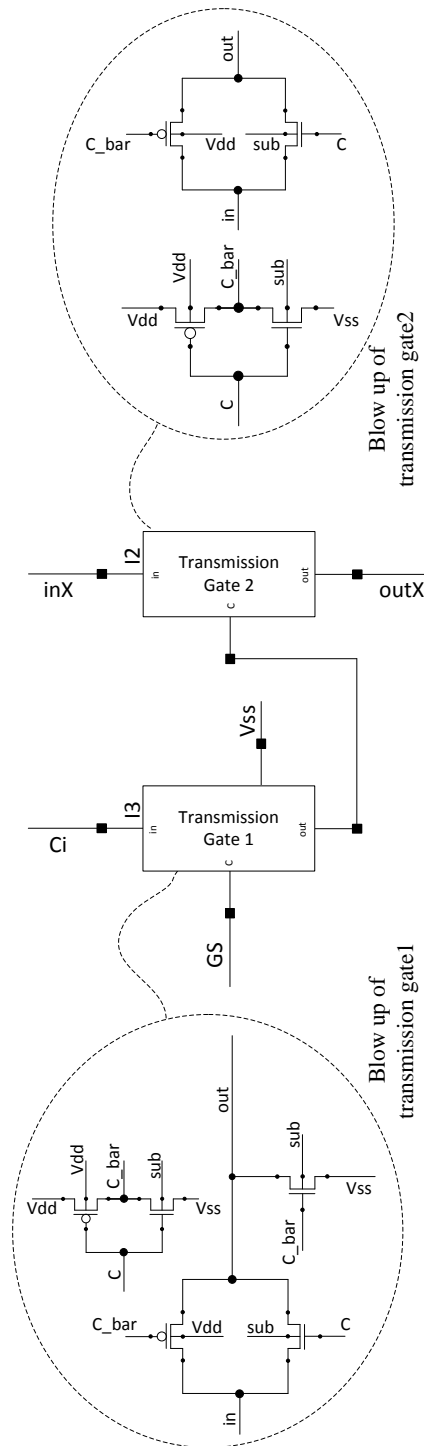 C_bar
Vdd
in
out
sub
C
Vdd
Vdd
C
C_bar
sub
Vss
Blow up of
transmission gate2
inX
I2
in
Transmission
Gate 2
C
out
outX
Vss
Ci
I3
in
Transmission
Gate 1
C
out
GS
Blow up of
transmission gate1
Vdd
Vdd
C
C_bar
sub
Vss
out
C_bar
Vdd
in
sub
C
C_bar
sub
Vss